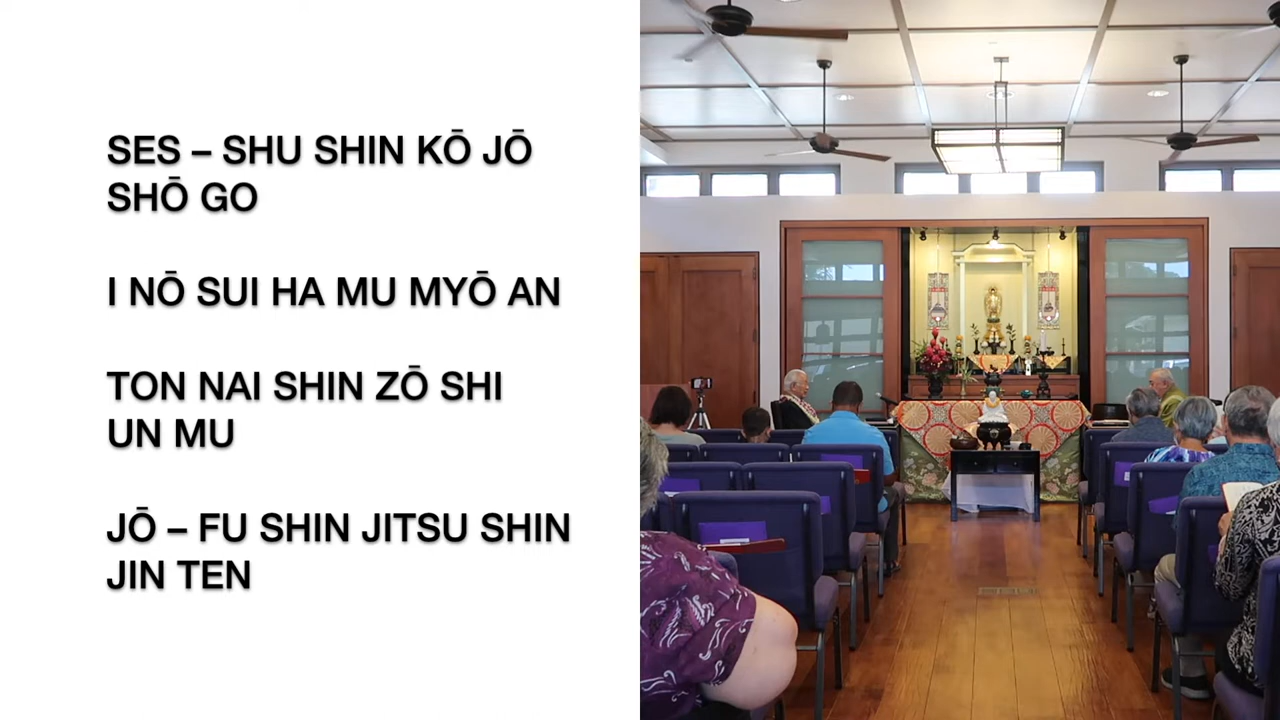 SES – SHU SHIN KŌ JŌ
SHŌ GO
I NŌ SUI HA MU MYŌ AN
TON NAI SHIN ZŌ SHI
UN MU
JŌ – FU SHIN JITSU SHIN
JIN TEN